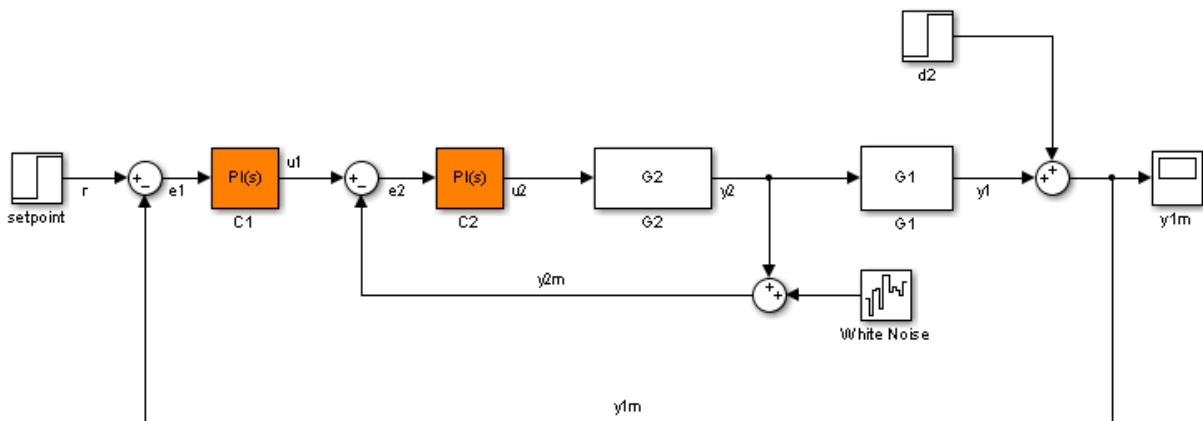 d2
u1
PI(s)
PI(s)
G2
G1
r
e1
e2
u2
y2
y1
setpoint
C1
C2
G2
G1
y1m
y2m
White Noise
y1m